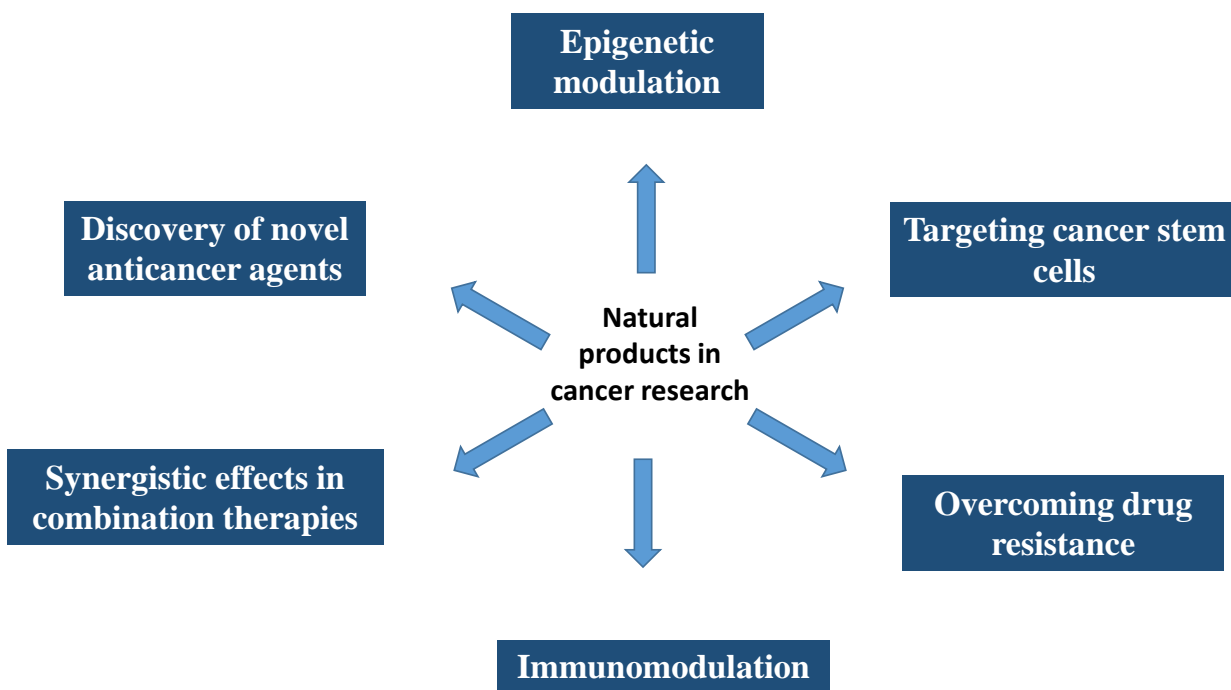 Epigenetic
modulation
Discovery of novel
anticancer agents
Targeting cancer stem
cells
Natural
products in
cancer research
Synergistic effects in
combination therapies
Overcoming drug
resistance
Immunomodulation